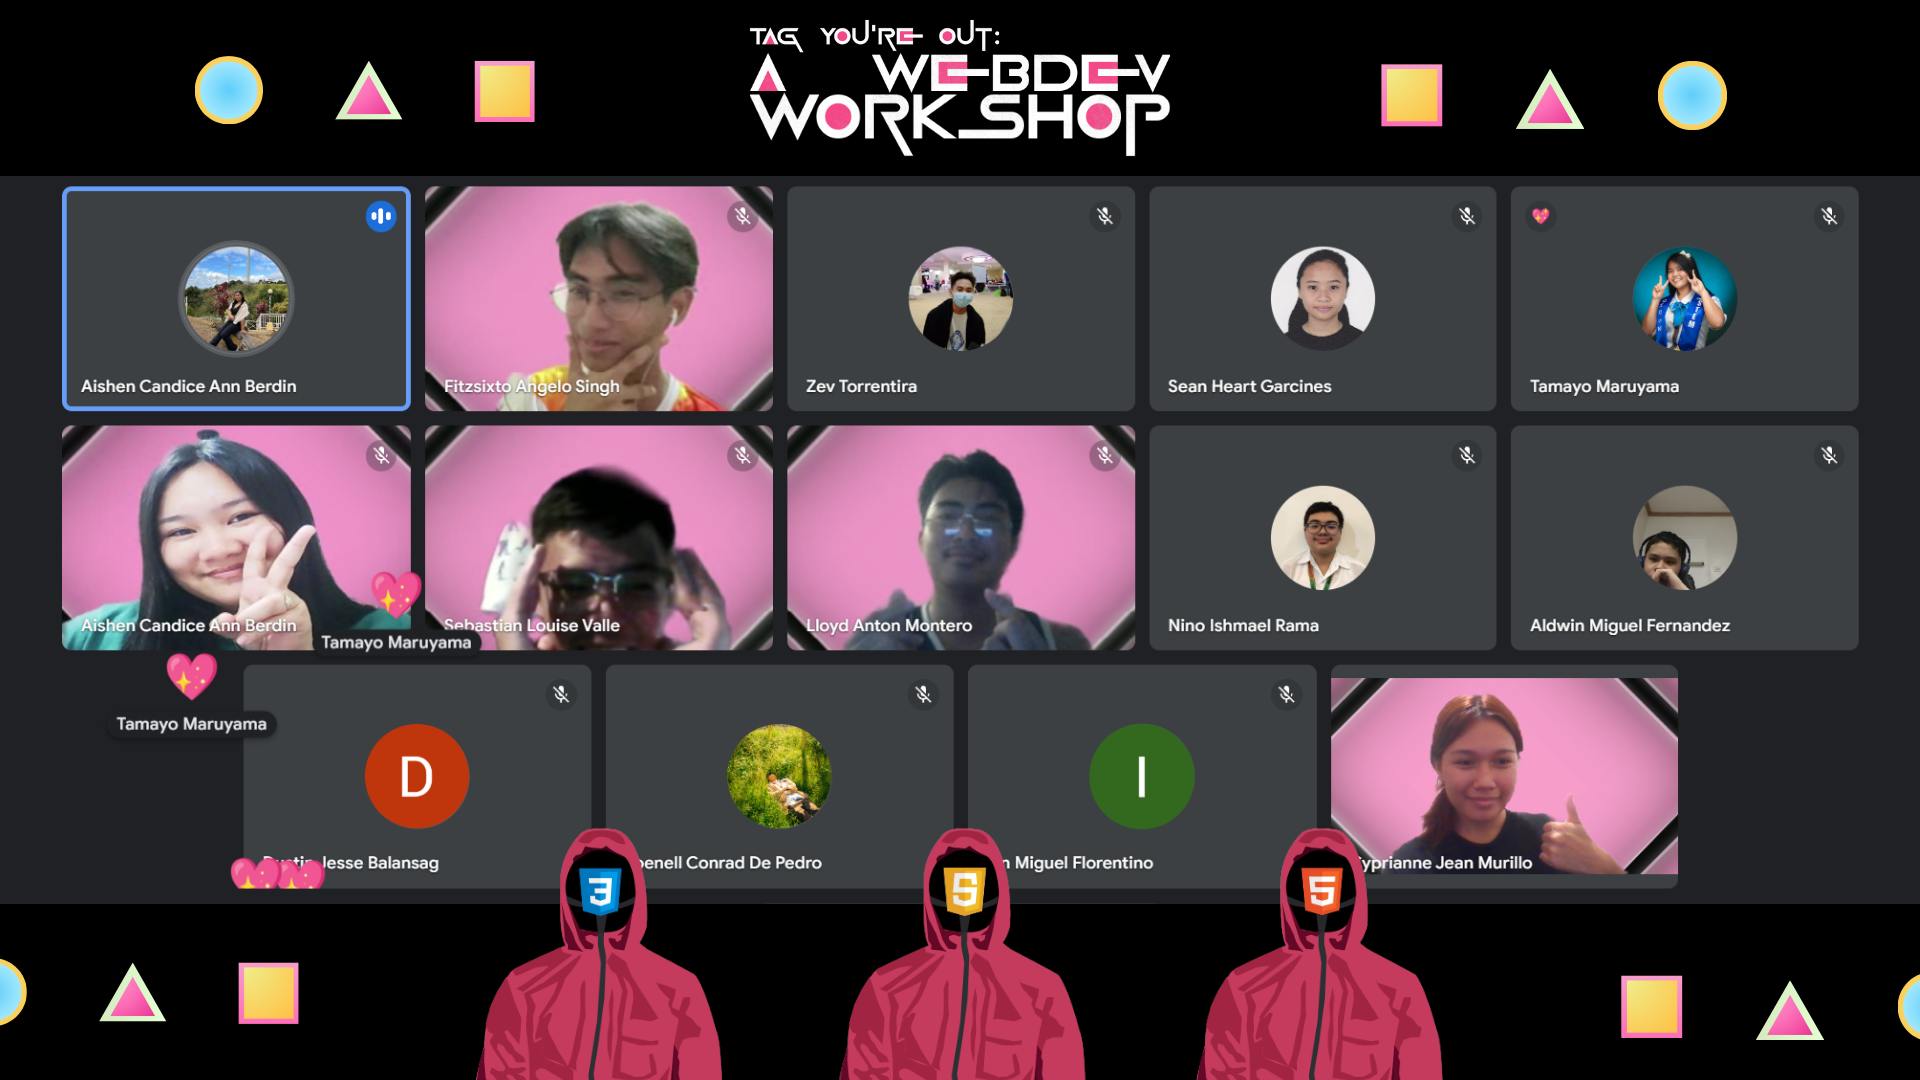 TAG YOU'RE OUT:
A WEBDEV
WORKSHOP
Aishen Candice Ann Berdin
Fitzsixto Angelo Singh
Zev Torrentira
Sean Heart Garcines
Tamayo Maruyama
Aishen Candice Ann Berdin
Sebastian Louise Valle
Lloyd Anton Montero
Nino Ishmael Rama
Aldwin Miguel Fernandez
Tamayo Maruyama
Tamayo Maruyama
D
I
Jesse Balansag
Conrad De Pedro
Miguel Florentino
Jean Murillo
3
5